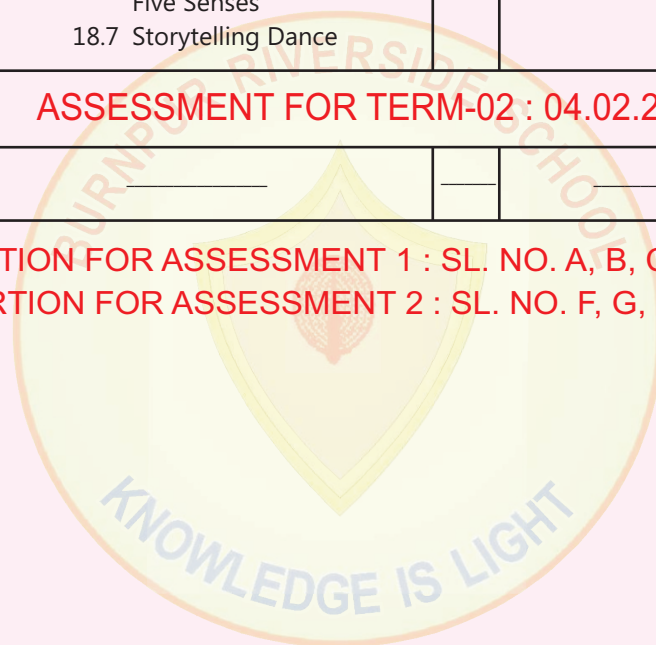 Five Senses
18.7 Storytelling Dance
ASSESSMENT FOR TERM-02 : 04.02.2
TION FOR ASSESSMENT 1 : SL. NO. A, B,
RTION FOR ASSESSMENT 2 : SL. NO. F, G,
BURNPUR RIVERSIDE SCHOOL
KNOWLEDGE IS LIGHT